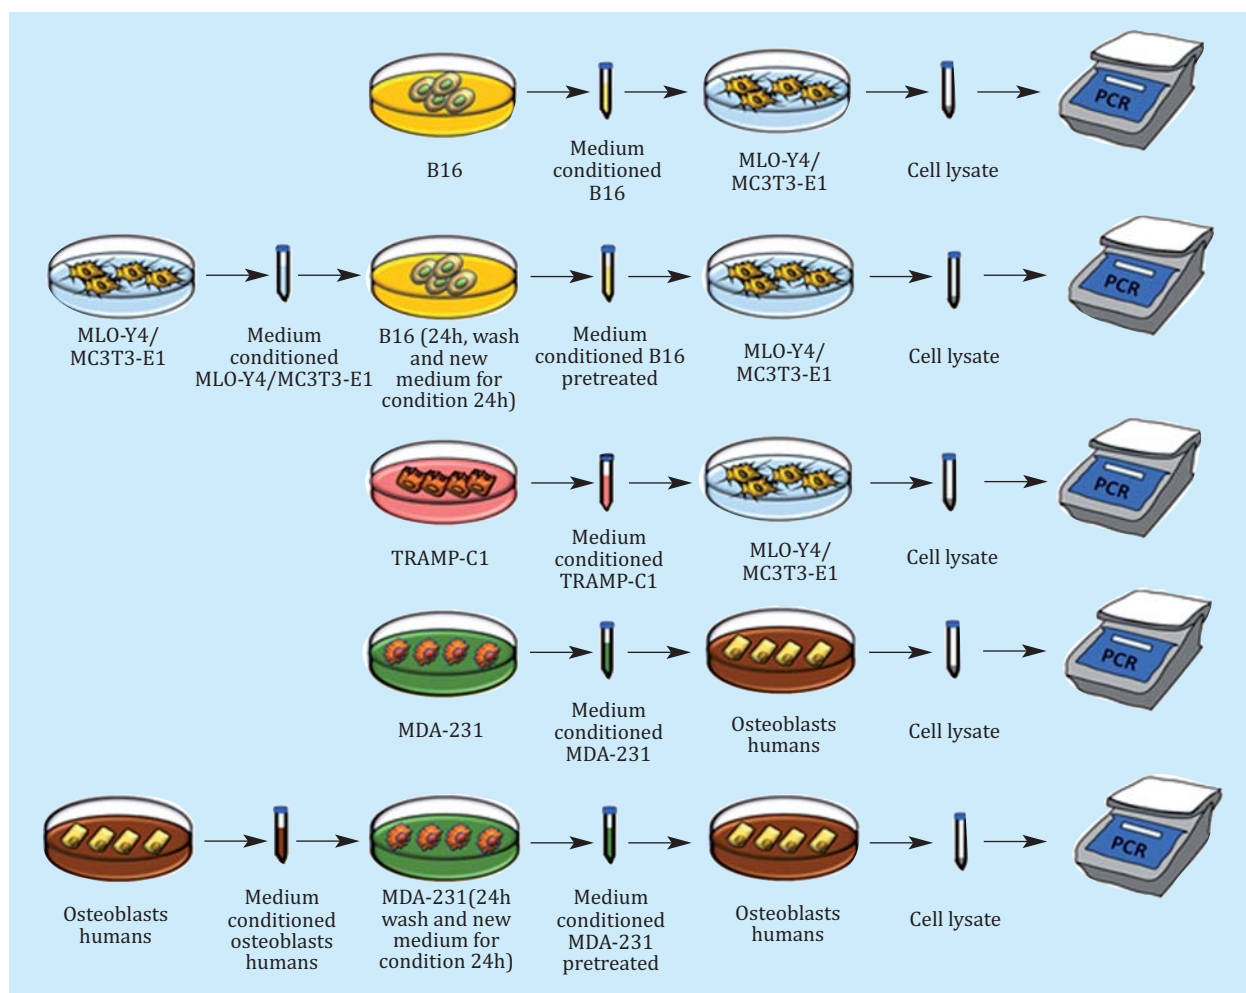 PCR
B16
Medium
conditioned
B16
MLO-Y4/
MC3T3-E1
Cell lysate
PCR
MLO-Y4/
MC3T3-E1
Medium
conditioned
MLO-Y4/MC3T3-E1
B16 (24h, wash
and new
medium for
condition 24h)
Medium
conditioned B16
pretreated
MLO-Y4/
MC3T3-E1
Cell lysate
PCR
TRAMP-C1
Medium
conditioned
TRAMP-C1
MLO-Y4/
MC3T3-E1
Cell lysate
PCR
MDA-231
Medium
conditioned
MDA-231
Osteoblasts
humans
Cell lysate
PCR
Osteoblasts
humans
Medium
conditioned
osteoblasts
humans
MDA-231(24h
wash and new
medium for
condition 24h)
Medium
conditioned
MDA-231
pretreated
Osteoblasts
humans
Cell lysate